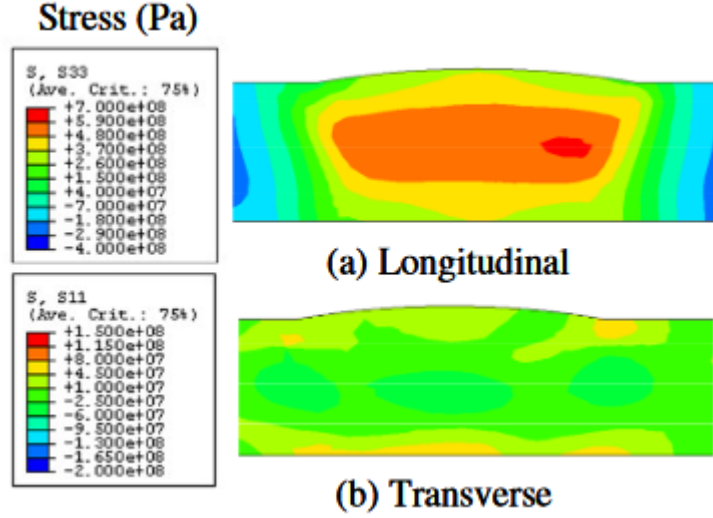 Stress (Pa)
S, S33
(Ave. Crit.: 75%)
+7.000e+08
+5.900e+08
+4.800e+08
+3.700e+08
+2.600e+08
+1.500e+08
+4.000e+07
-7.000e+07
-1.800e+08
-2.900e+08
-4.000e+08
(a) Longitudinal
S, S11
(Ave. Crit.: 75%)
+1.500e+08
+1.150e+08
+8.000e+07
+4.500e+07
+1.000e+07
-2.500e+07
-6.000e+07
-9.500e+07
-1.300e+08
-1.650e+08
-2.000e+08
(b) Transverse